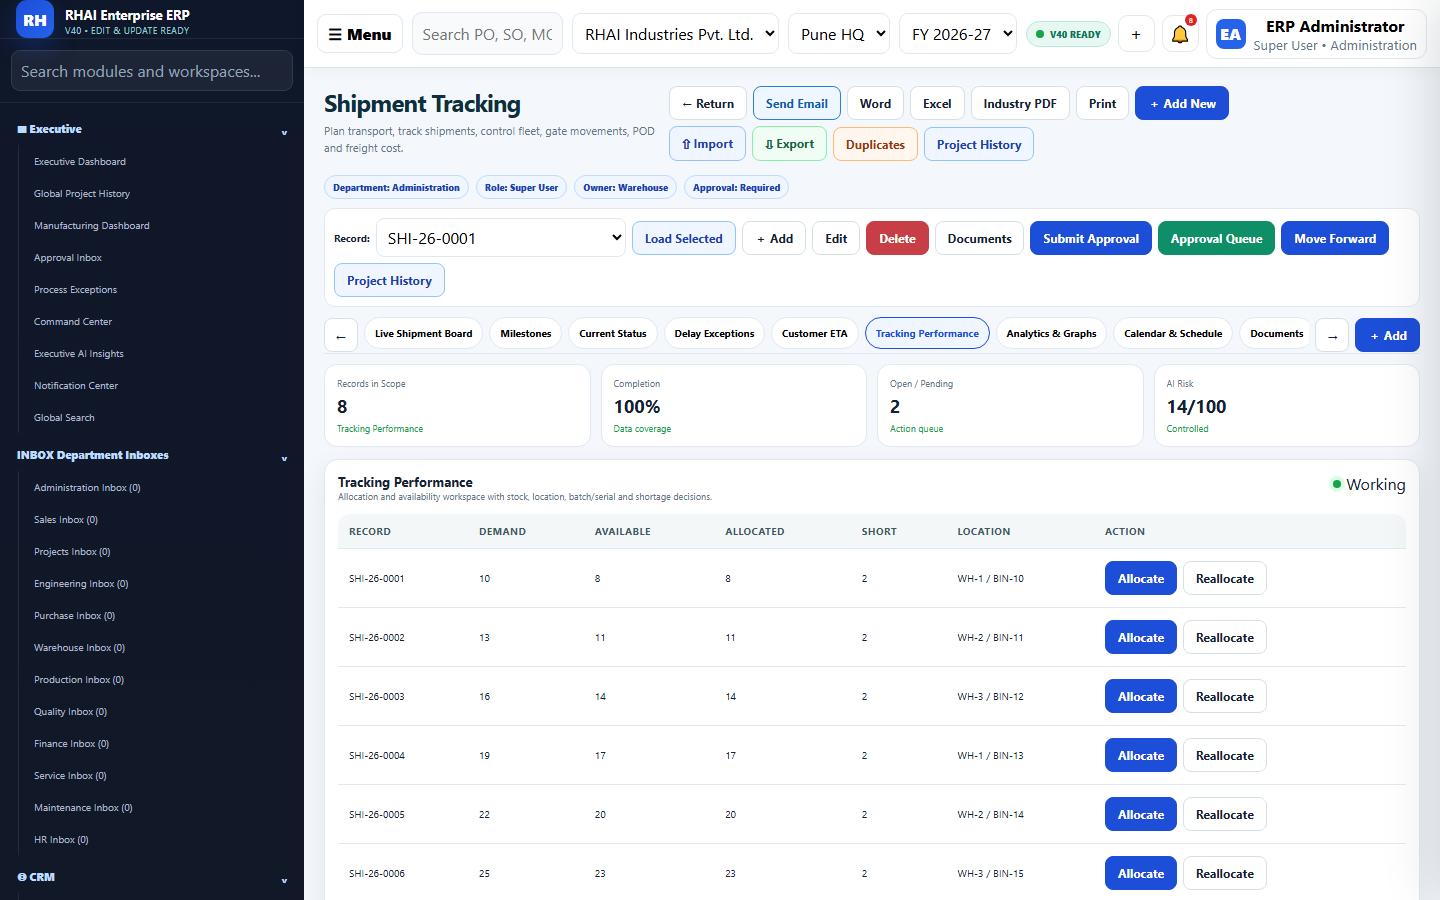 RH
RHAI Enterprise ERP
V40 • EDIT & UPDATE READY
Search modules and workspaces...
Executive
Executive Dashboard
Global Project History
Manufacturing Dashboard
Approval Inbox
Process Exceptions
Command Center
Executive AI Insights
Notification Center
Global Search
INBOX Department Inboxes
Administration Inbox (0)
Sales Inbox (0)
Projects Inbox (0)
Engineering Inbox (0)
Purchase Inbox (0)
Warehouse Inbox (0)
Production Inbox (0)
Quality Inbox (0)
Finance Inbox (0)
Service Inbox (0)
Maintenance Inbox (0)
HR Inbox (0)
CRM
☰ Menu
Search PO, SO, MO
RHAI Industries Pvt. Ltd.
Pune HQ
FY 2026-27
V40 READY
+
8
EA
ERP Administrator
Super User • Administration
Shipment Tracking
Plan transport, track shipments, control fleet, gate movements, POD
and freight cost.
← Return
Send Email
Word
Excel
Industry PDF
Print
+ Add New
⇧ Import
⇩ Export
Duplicates
Project History
Department: Administration
Role: Super User
Owner: Warehouse
Approval: Required
Record:
SHI-26-0001
Load Selected
+ Add
Edit
Delete
Documents
Submit Approval
Approval Queue
Move Forward
Project History
←
Live Shipment Board
Milestones
Current Status
Delay Exceptions
Customer ETA
Tracking Performance
Analytics & Graphs
Calendar & Schedule
Documents
→
+ Add
Records in Scope
8
Tracking Performance
Completion
100%
Data coverage
Open / Pending
2
Action queue
AI Risk
14/100
Controlled
Tracking Performance
Allocation and availability workspace with stock, location, batch/serial and shortage decisions.
Working
RECORD DEMAND AVAILABLE ALLOCATED SHORT LOCATION ACTION
SHI-26-0001 10 8 8 2 WH-1 / BIN-10 Allocate Reallocate
SHI-26-0002 13 11 11 2 WH-2 / BIN-11 Allocate Reallocate
SHI-26-0003 16 14 14 2 WH-3 / BIN-12 Allocate Reallocate
SHI-26-0004 19 17 17 2 WH-1 / BIN-13 Allocate Reallocate
SHI-26-0005 22 20 20 2 WH-2 / BIN-14 Allocate Reallocate
SHI-26-0006 25 23 23 2 WH-3 / BIN-15 Allocate Reallocate